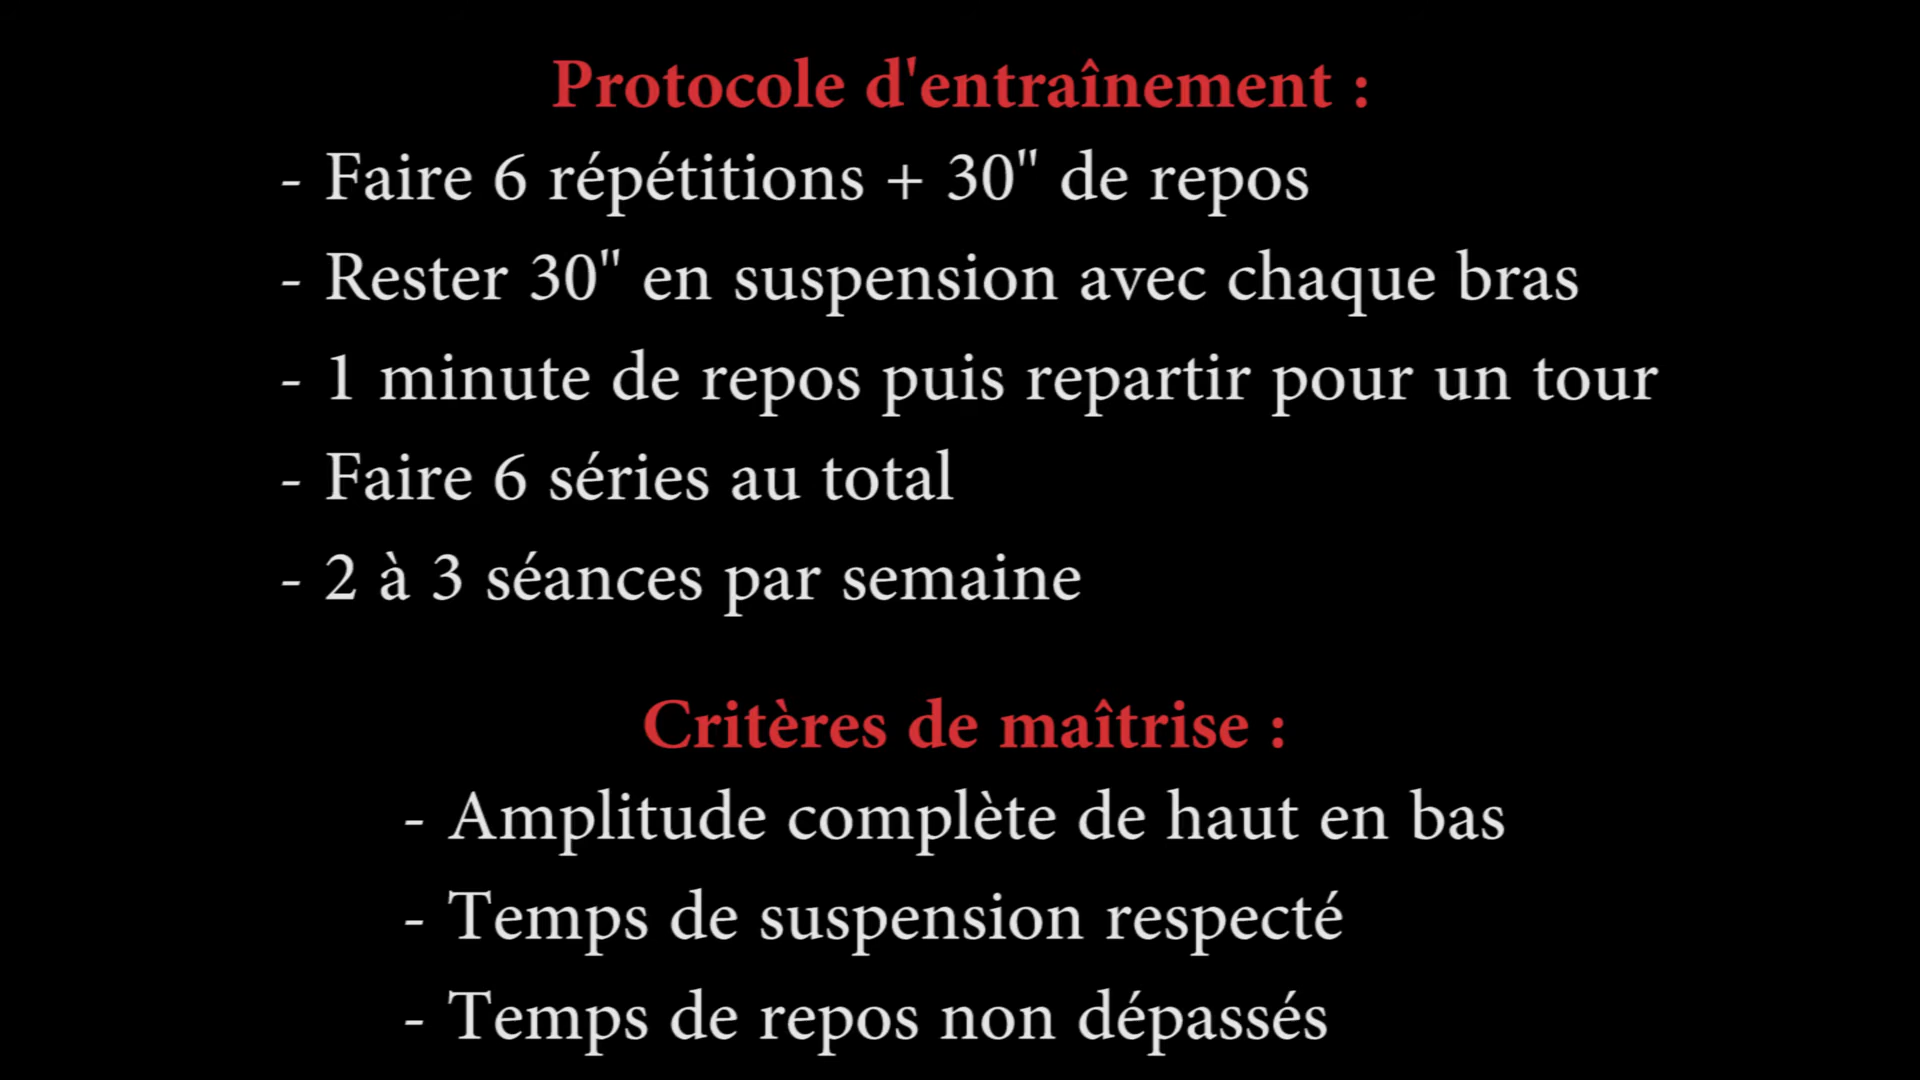 Protocole d'entraînement :
- Faire 6 répétitions + 30" de repos
- Rester 30" en suspension avec chaque bras
- 1 minute de repos puis repartir pour un tour
- Faire 6 séries au total
- 2 à 3 séances par semaine
Critères de maîtrise :
- Amplitude complète de haut en bas
- Temps de suspension respecté
- Temps de repos non dépassés